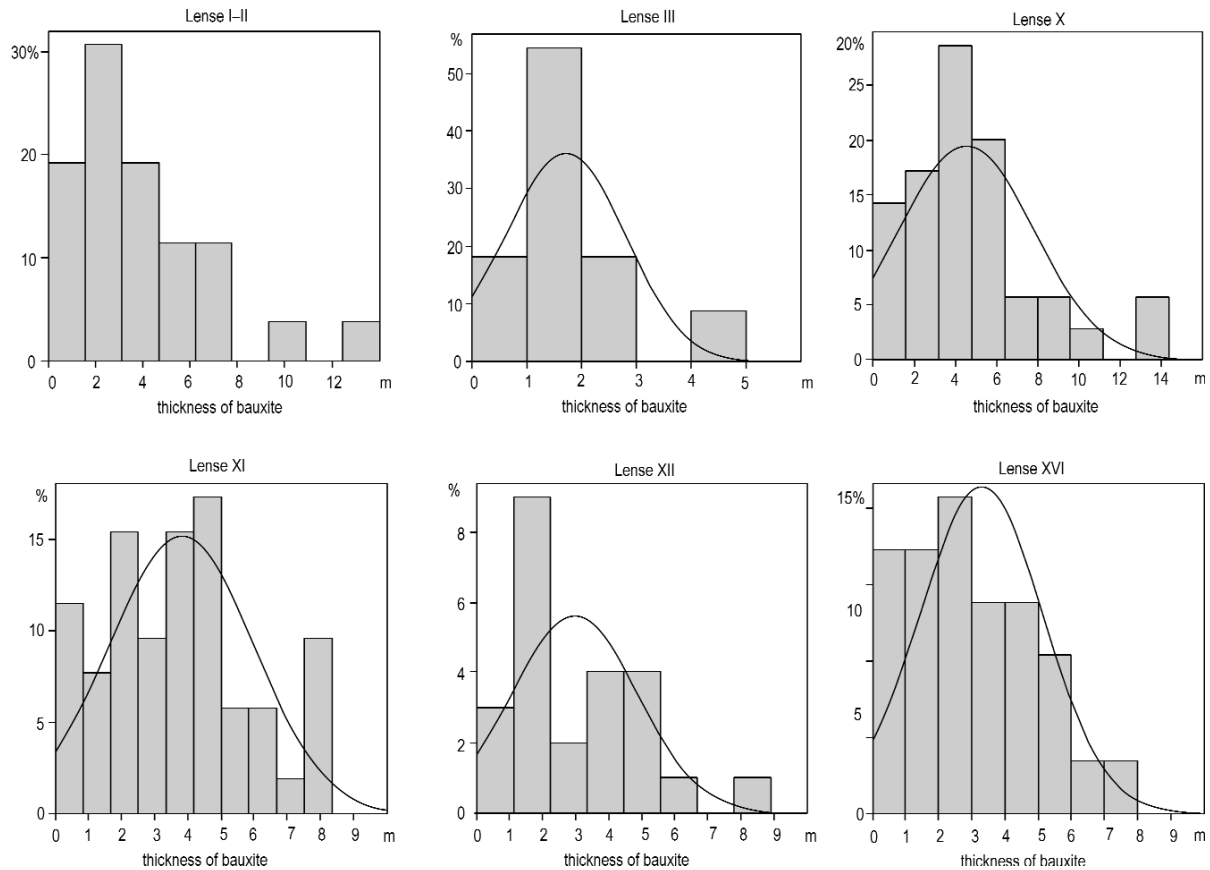 Lense I–II
30%
20
10
0
0 2 4 6 8 10 12 m
thickness of bauxite
Lense III
%
50
40
30
20
10
0
0 1 2 3 4 5 m
thickness of bauxite
Lense X
20%
25
20
15
10
5
0
0 2 4 6 8 10 12 14 m
thickness of bauxite
Lense XI
%
15
10
5
0
0 1 2 3 4 5 6 7 8 9 m
thickness of bauxite
Lense XII
%
8
6
4
2
0
0 1 2 3 4 5 6 7 8 9 m
thickness of bauxite
Lense XVI
15%
10
5
0
0 1 2 3 4 5 6 7 8 9 m
thickness of bauxite